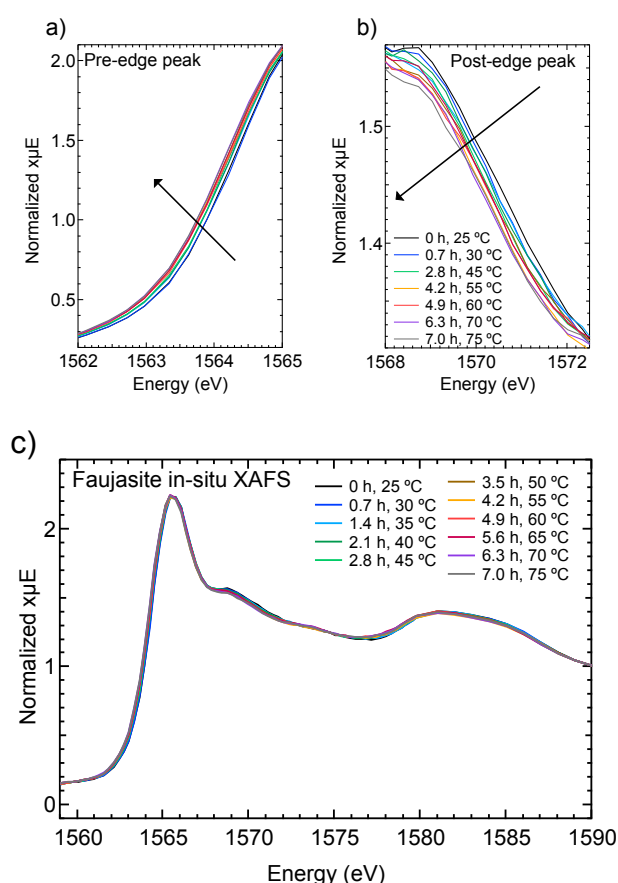 a)
Pre-edge peak
2.0
1.5
1.0
0.5
Normalized xμE
1562 1563 1564 1565
Energy (eV)
b)
Post-edge peak
1.5
1.4
Normalized xμE
0 h, 25 ºC
0.7 h, 30 ºC
2.8 h, 45 ºC
4.2 h, 55 ºC
4.9 h, 60 ºC
6.3 h, 70 ºC
7.0 h, 75 ºC
1568 1570 1572
Energy (eV)
c)
Faujasite in-situ XAFS
0 h, 25 ºC
0.7 h, 30 ºC
1.4 h, 35 ºC
2.1 h, 40 ºC
2.8 h, 45 ºC
3.5 h, 50 ºC
4.2 h, 55 ºC
4.9 h, 60 ºC
5.6 h, 65 ºC
6.3 h, 70 ºC
7.0 h, 75 ºC
2
1
0
Normalized xμE
1560 1565 1570 1575 1580 1585 1590
Energy (eV)